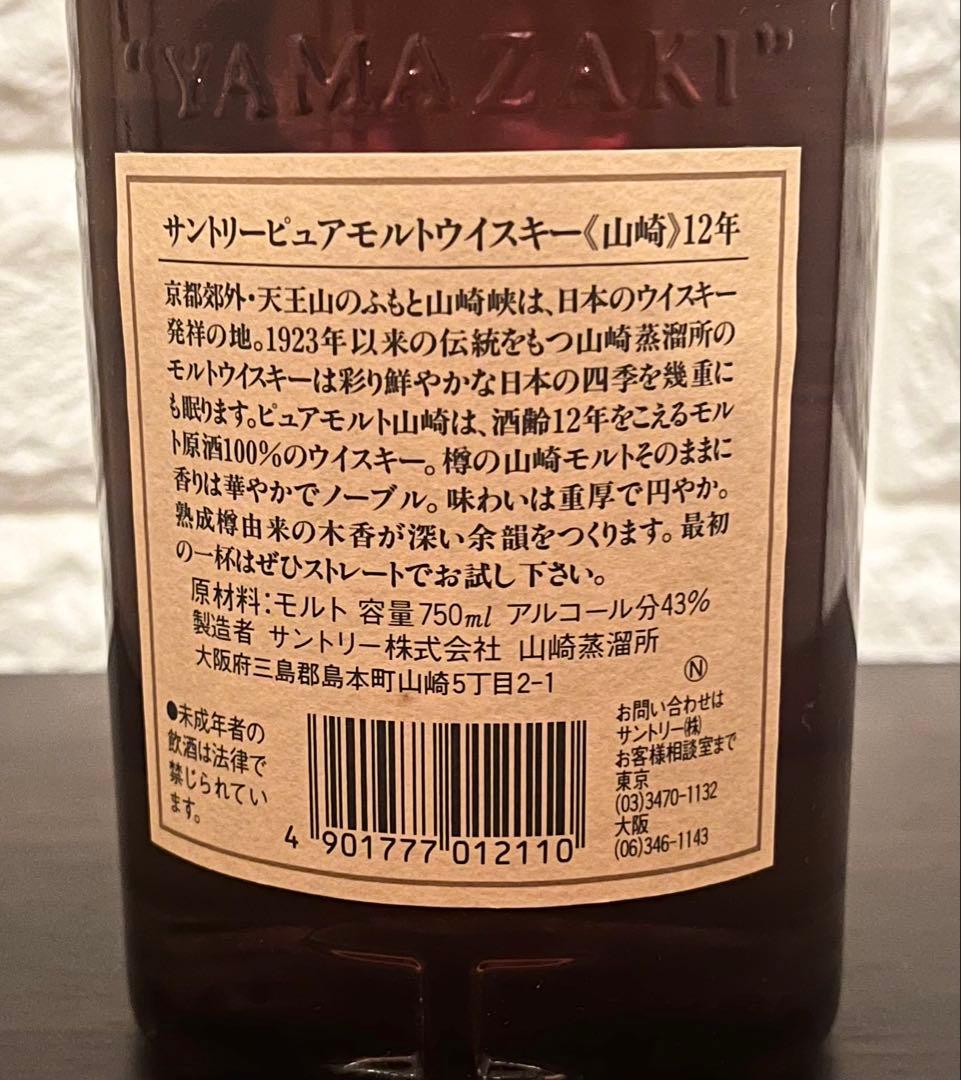 "YAMAZAKI"
サントリーピュアモルトウイスキー《山崎》12年
京都郊外・天王山のふもと山崎峡は、日本のウイスキー
発祥の地。1923年以来の伝統をもつ山崎蒸溜所の
モルトウイスキーは彩り鮮やかな日本の四季を幾重に
も眠ります。ピュアモルト山崎は、酒齢12年をこえるモル
ト原酒100%のウイスキー。樽の山崎モルトそのままに
香りは華やかでノーブル。味わいは重厚で円やか。
熟成樽由来の木香が深い余韻をつくります。最初
の一杯はぜひストレートでお試し下さい。
原材料:モルト 容量750ml アルコール分43%
製造者 サントリー株式会社 山崎蒸溜所
大阪府三島郡島本町山崎5丁目2-1
Ⓝ
●未成年者の
飲酒は法律で
禁じられてい
ます。
4 901777 012110
お問い合わせは
サントリー㈱
お客様相談室まで
東京
(03)3470-1132
大阪
(06)346-1143